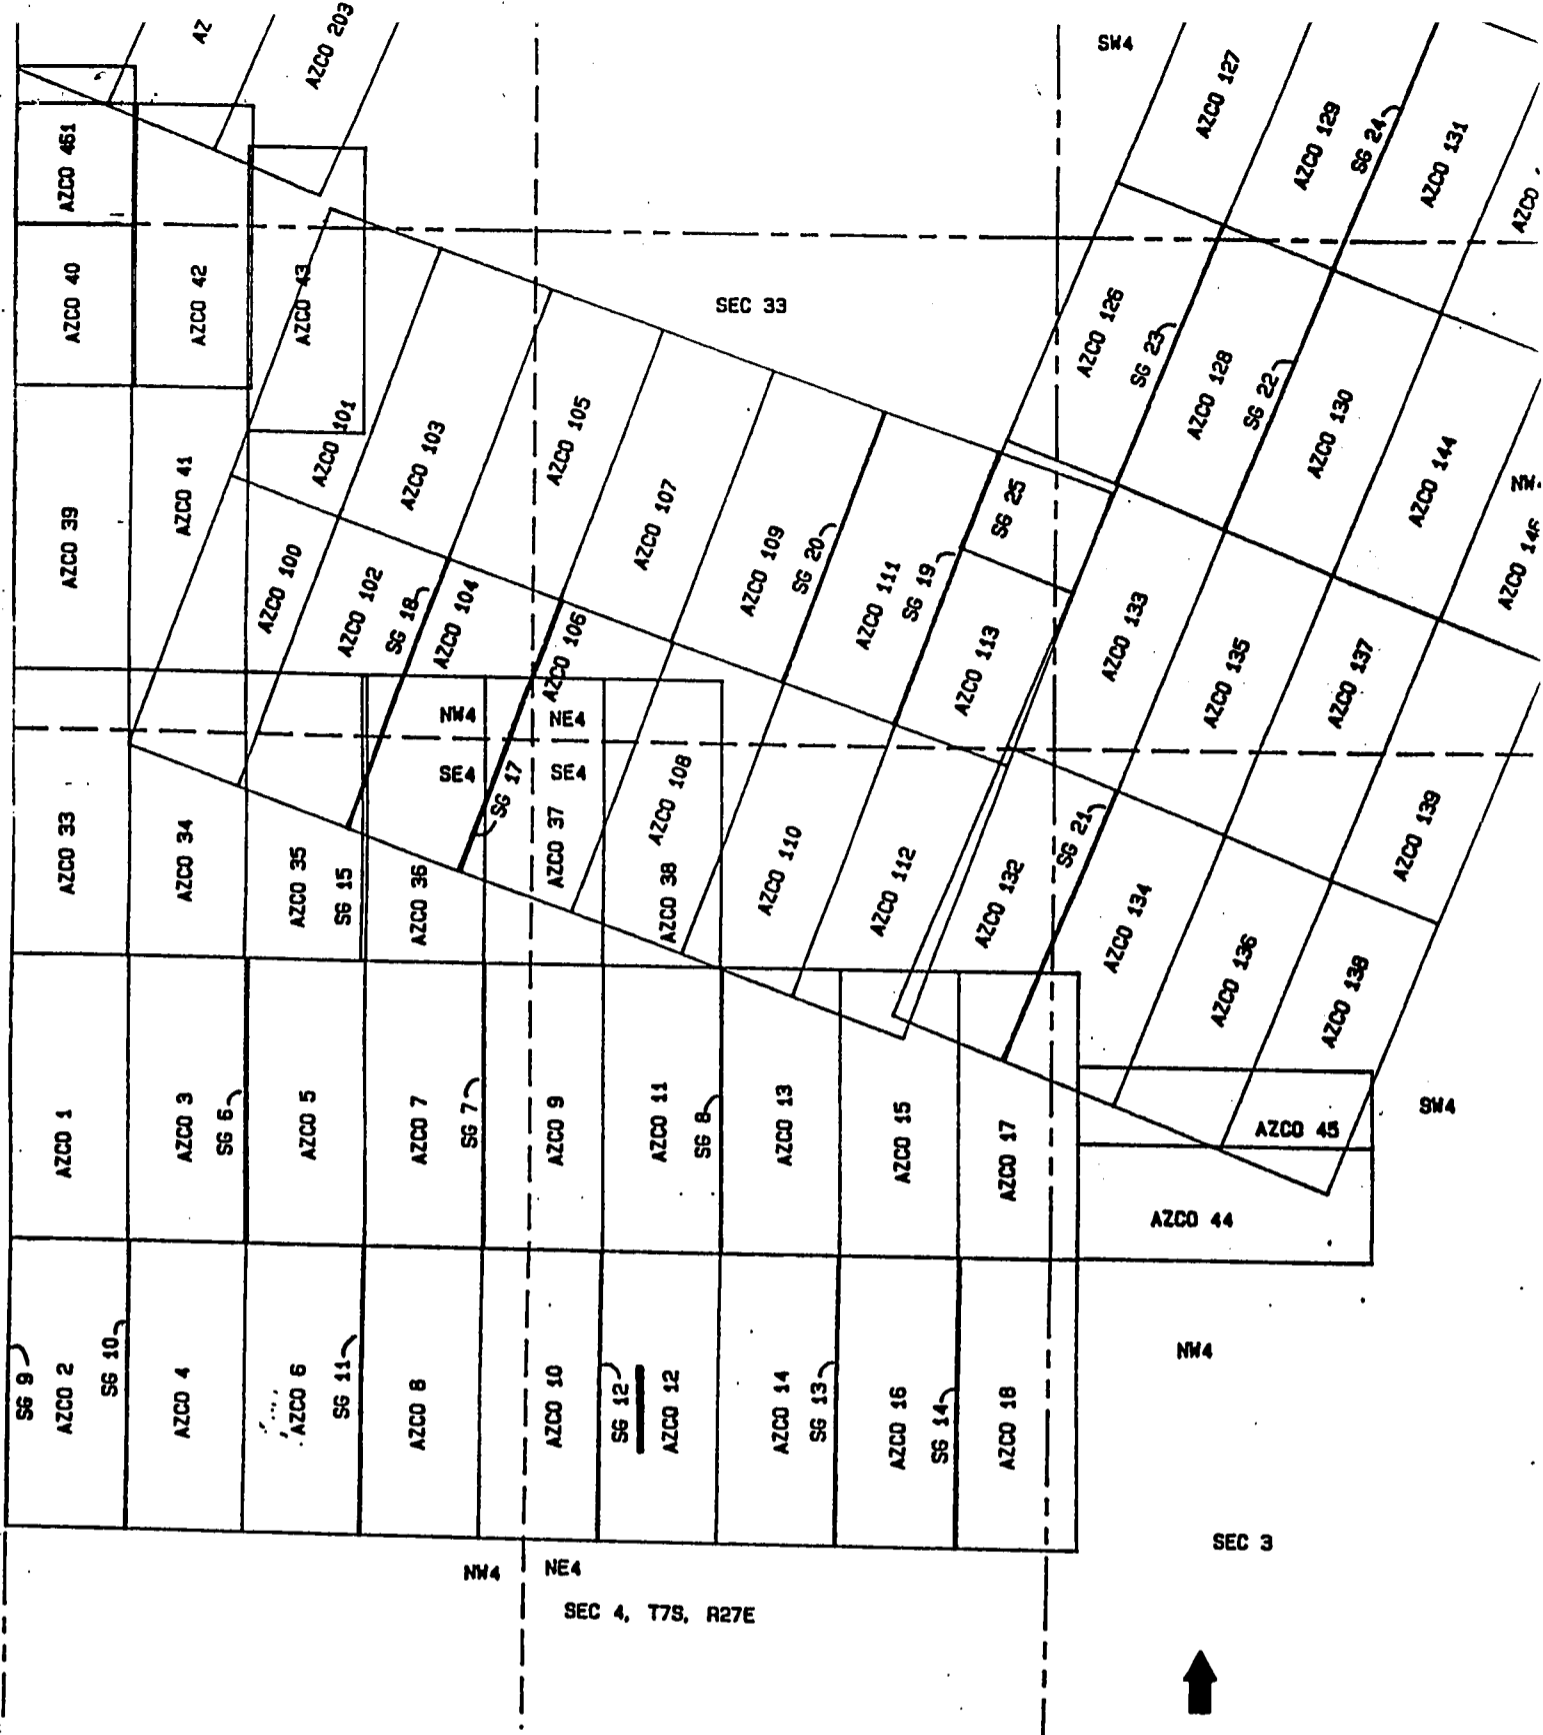 AZ
AZCO 203
SW4
AZCO 127
AZCO 129
SG 24
AZCO 131
AZCO
AZCO 461
AZCO 40
AZCO 42
AZCO 43
SEC 33
AZCO 126
SG 23
AZCO 128
SG 22
AZCO 130
AZCO 144
NW
AZCO 146
AZCO 39
AZCO 41
AZCO 101
AZCO 103
AZCO 105
AZCO 107
AZCO 109
SG 20
AZCO 111
SG 19
SG 25
AZCO 100
AZCO 102
SG 18
AZCO 104
AZCO 106
AZCO 113
AZCO 133
AZCO 135
AZCO 137
NW4
NE4
SE4
SE4
SG 17
AZCO 33
AZCO 34
AZCO 35
SG 15
AZCO 36
AZCO 37
AZCO 38
AZCO 108
AZCO 110
AZCO 112
AZCO 132
SG 21
AZCO 134
AZCO 136
AZCO 138
AZCO 139
AZCO 1
AZCO 3
SG 6
AZCO 5
AZCO 7
SG 7
AZCO 9
AZCO 11
SG 8
AZCO 13
AZCO 15
AZCO 17
AZCO 45
SW4
AZCO 44
SG 9
AZCO 2
SG 10
AZCO 4
AZCO 6
SG 11
AZCO 8
AZCO 10
SG 12
AZCO 12
AZCO 14
SG 13
AZCO 16
SG 14
AZCO 18
NW4
SEC 3
NW4
NE4
SEC 4, T7S, R27E